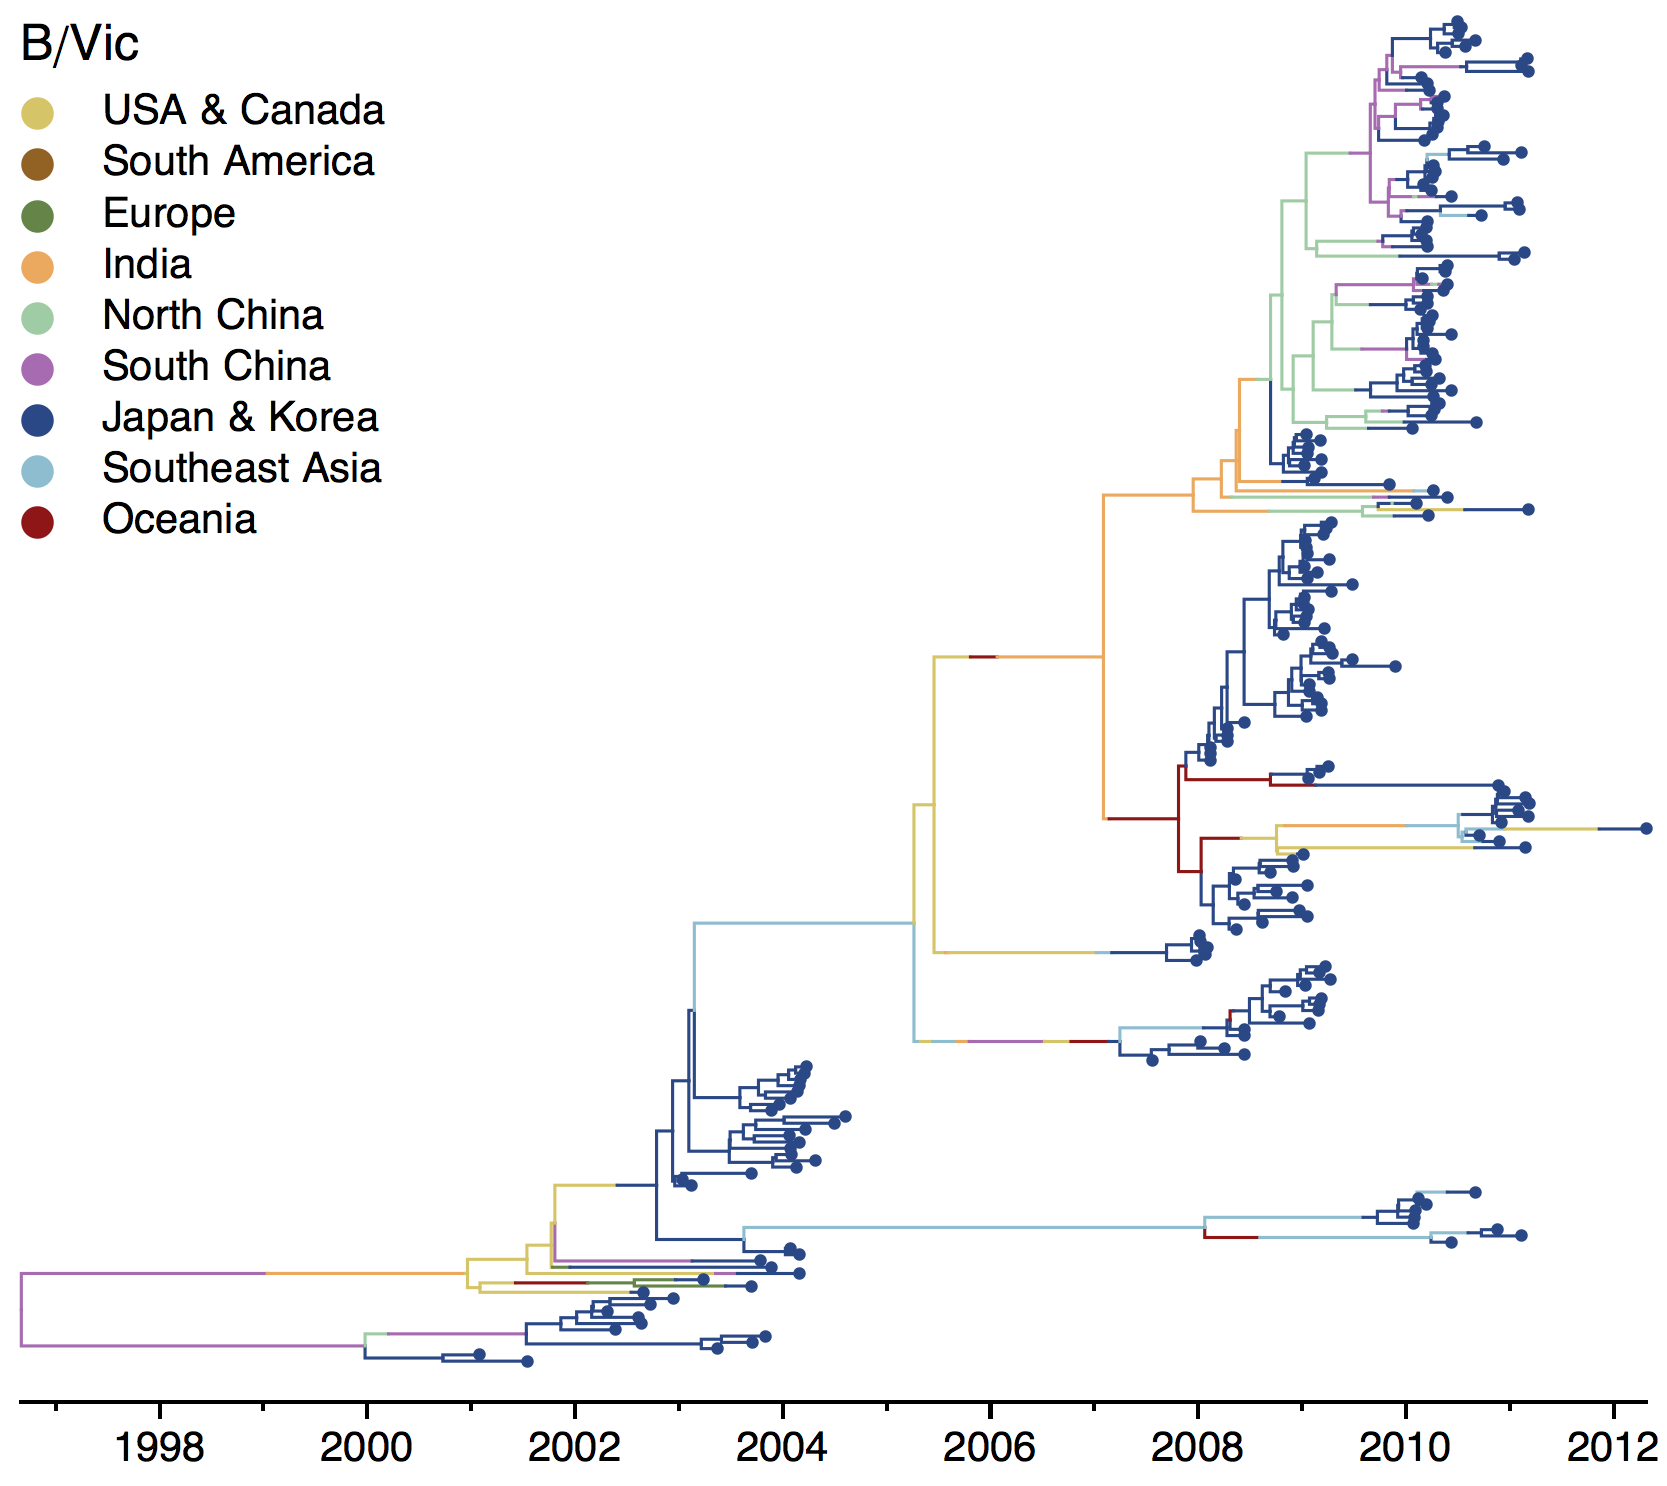 B/Vic
USA & Canada
South America
Europe
India
North China
South China
Japan & Korea
Southeast Asia
Oceania
1998 2000 2002 2004 2006 2008 2010 2012